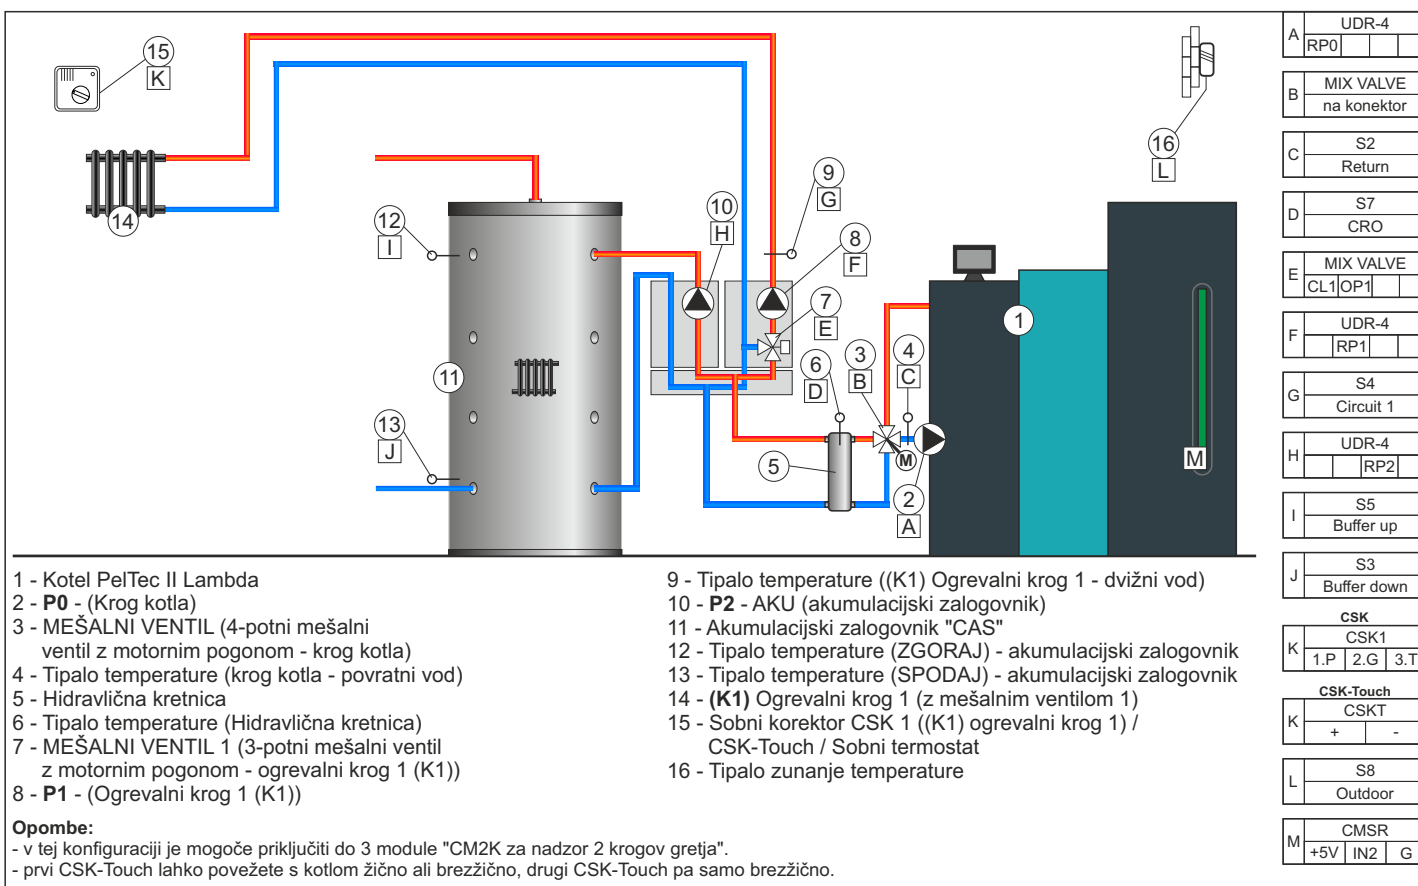 15
K
16
L
9
G
10
H
12
I
8
F
7
E
14
1
3
B
4
C
6
D
11
13
J
5
M
M
2
A
A
UDR-4
RP0
B
MIX VALVE
na konektor
C
S2
Return
D
S7
CRO
E
MIX VALVE
CL1 OP1
F
UDR-4
RP1
G
S4
Circuit 1
H
UDR-4
RP2
I
S5
Buffer up
J
S3
Buffer down
CSK
K
CSK1
1.P 2.G 3.T
CSK-Touch
K
CSKT
+ -
L
S8
Outdoor
M
CMSR
+5V IN2 G
1 - Kotel PelTec II Lambda
2 - P0 - (Krog kotla)
3 - MEŠALNI VENTIL (4-potni mešalni
ventil z motornim pogonom - krog kotla)
4 - Tipalo temperature (krog kotla - povratni vod)
5 - Hidravlična kretnica
6 - Tipalo temperature (Hidravlična kretnica)
7 - MEŠALNI VENTIL 1 (3-potni mešalni ventil
z motornim pogonom - ogrevalni krog 1 (K1))
8 - P1 - (Ogrevalni krog 1 (K1))
9 - Tipalo temperature ((K1) Ogrevalni krog 1 - dvižni vod)
10 - P2 - AKU (akumulacijski zalogovnik)
11 - Akumulacijski zalogovnik "CAS"
12 - Tipalo temperature (ZGORAJ) - akumulacijski zalogovnik
13 - Tipalo temperature (SPODAJ) - akumulacijski zalogovnik
14 - (K1) Ogrevalni krog 1 (z mešalnim ventilom 1)
15 - Sobni korektor CSK 1 ((K1) ogrevalni krog 1) /
CSK-Touch / Sobni termostat
16 - Tipalo zunanje temperature
Opombe:
- v tej konfiguraciji je mogoče priključiti do 3 module "CM2K za nadzor 2 krogov gretja".
- prvi CSK-Touch lahko povežete s kotlom žično ali brezžično, drugi CSK-Touch pa samo brezžično.